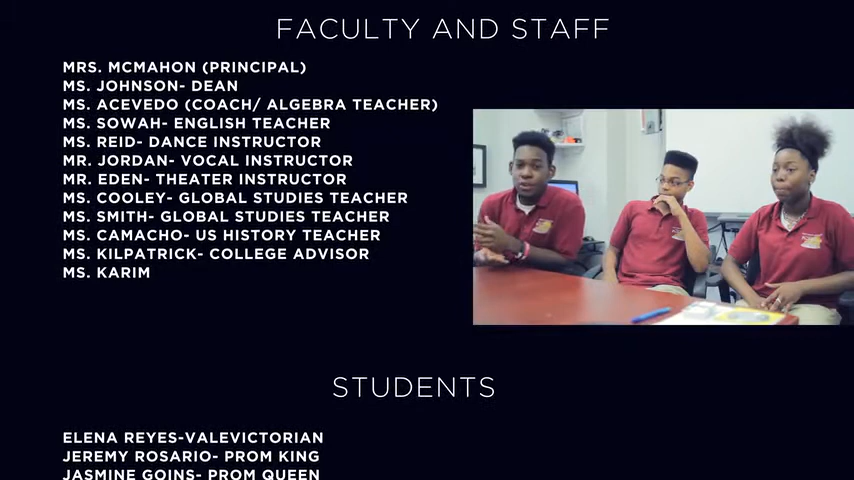 FACULTY AND STAFF
MRS. MCMAHON (PRINCIPAL)
MS. JOHNSON- DEAN
MS. ACEVEDO (COACH/ ALGEBRA TEACHER)
MS. SOWAH- ENGLISH TEACHER
MS. REID- DANCE INSTRUCTOR
MR. JORDAN- VOCAL INSTRUCTOR
MR. EDEN- THEATER INSTRUCTOR
MS. COOLEY- GLOBAL STUDIES TEACHER
MS. SMITH- GLOBAL STUDIES TEACHER
MS. CAMACHO- US HISTORY TEACHER
MS. KILPATRICK- COLLEGE ADVISOR
MS. KARIM
STUDENTS
ELENA REYES-VALEVICTORIAN
JEREMY ROSARIO- PROM KING
JASMINE GOINS- PROM QUEEN